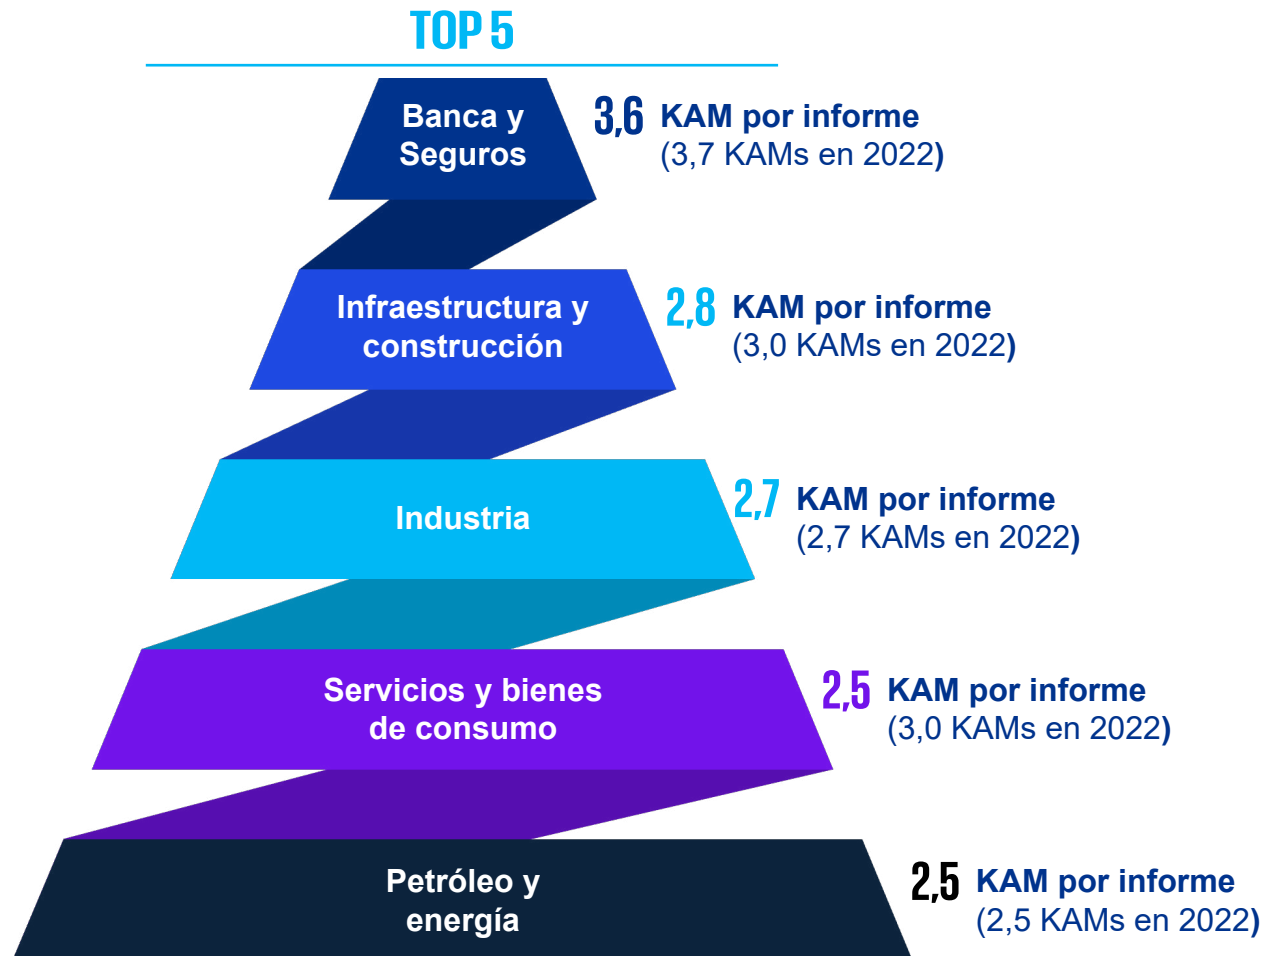 TOP 5
Banca y
Seguros
3,6 KAM por informe
(3,7 KAMs en 2022)
Infraestructura y
construcción
2,8 KAM por informe
(3,0 KAMs en 2022)
Industria
2,7 KAM por informe
(2,7 KAMs en 2022)
Servicios y bienes
de consumo
2,5 KAM por informe
(3,0 KAMs en 2022)
Petróleo y
energía
2,5 KAM por informe
(2,5 KAMs en 2022)